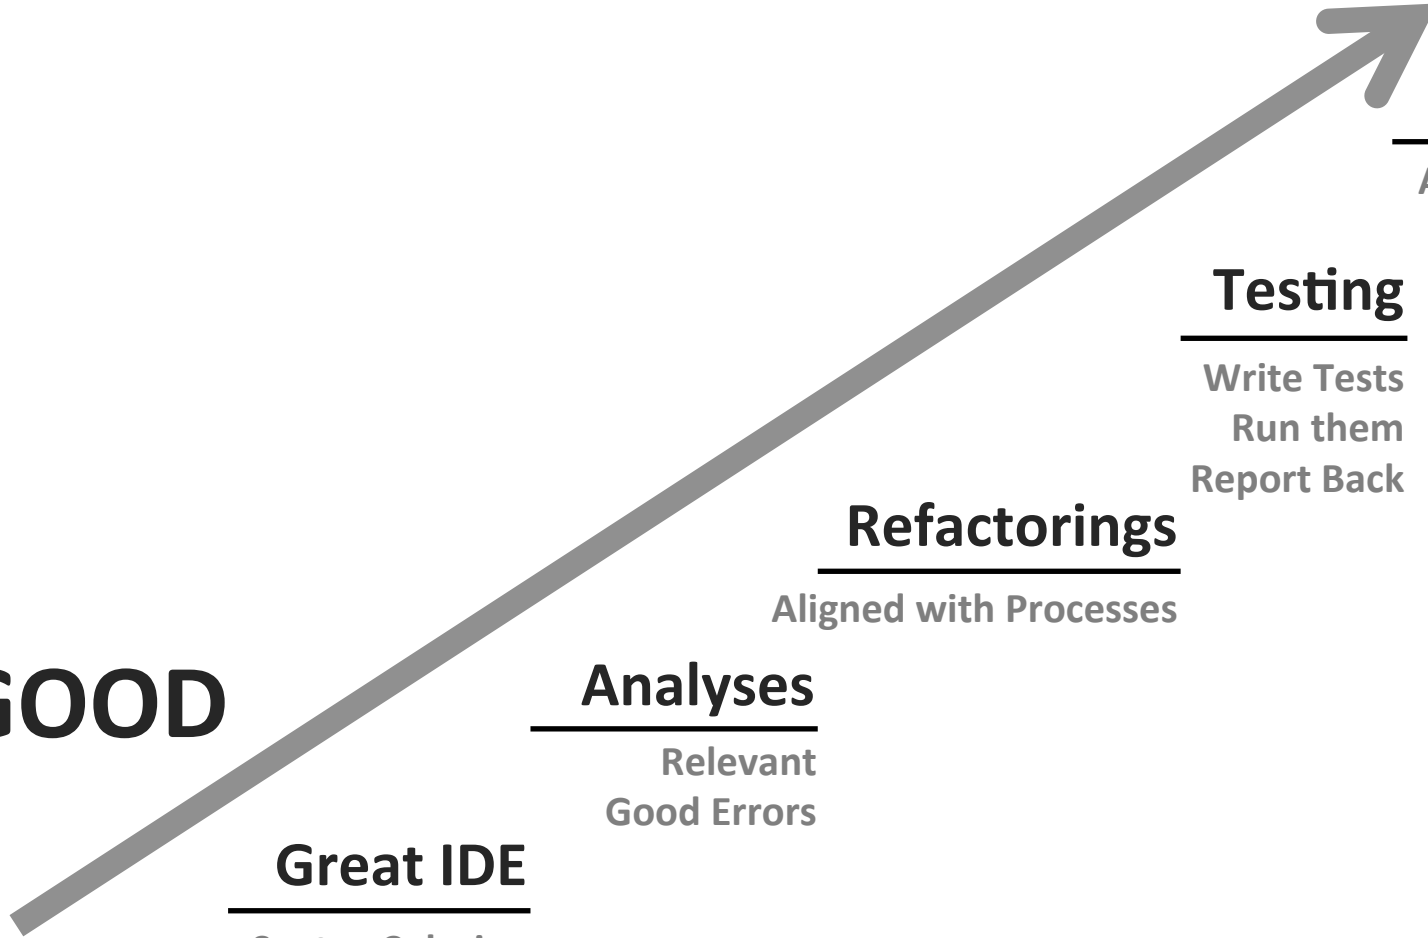 Testing
Write Tests
Run them
Report Back
Refactorings
Aligned with Processes
GOOD
Analyses
Relevant
Good Errors
Great IDE